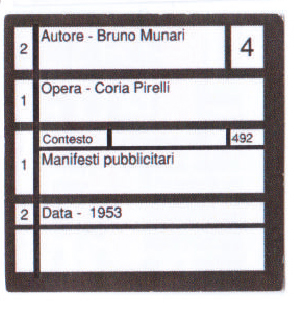 2 Autore - Bruno Munari 4
1 Opera - Coria Pirelli
Contesto 492
1 Manifesti pubblicitari
2 Data - 1953